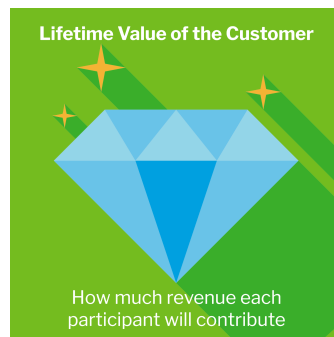 Lifetime Value of the Customer
How much revenue each
participant will contribute